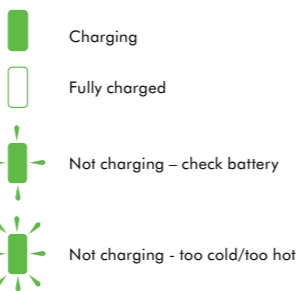 Charging
Fully charged
Not charging – check battery
Not charging - too cold/too hot